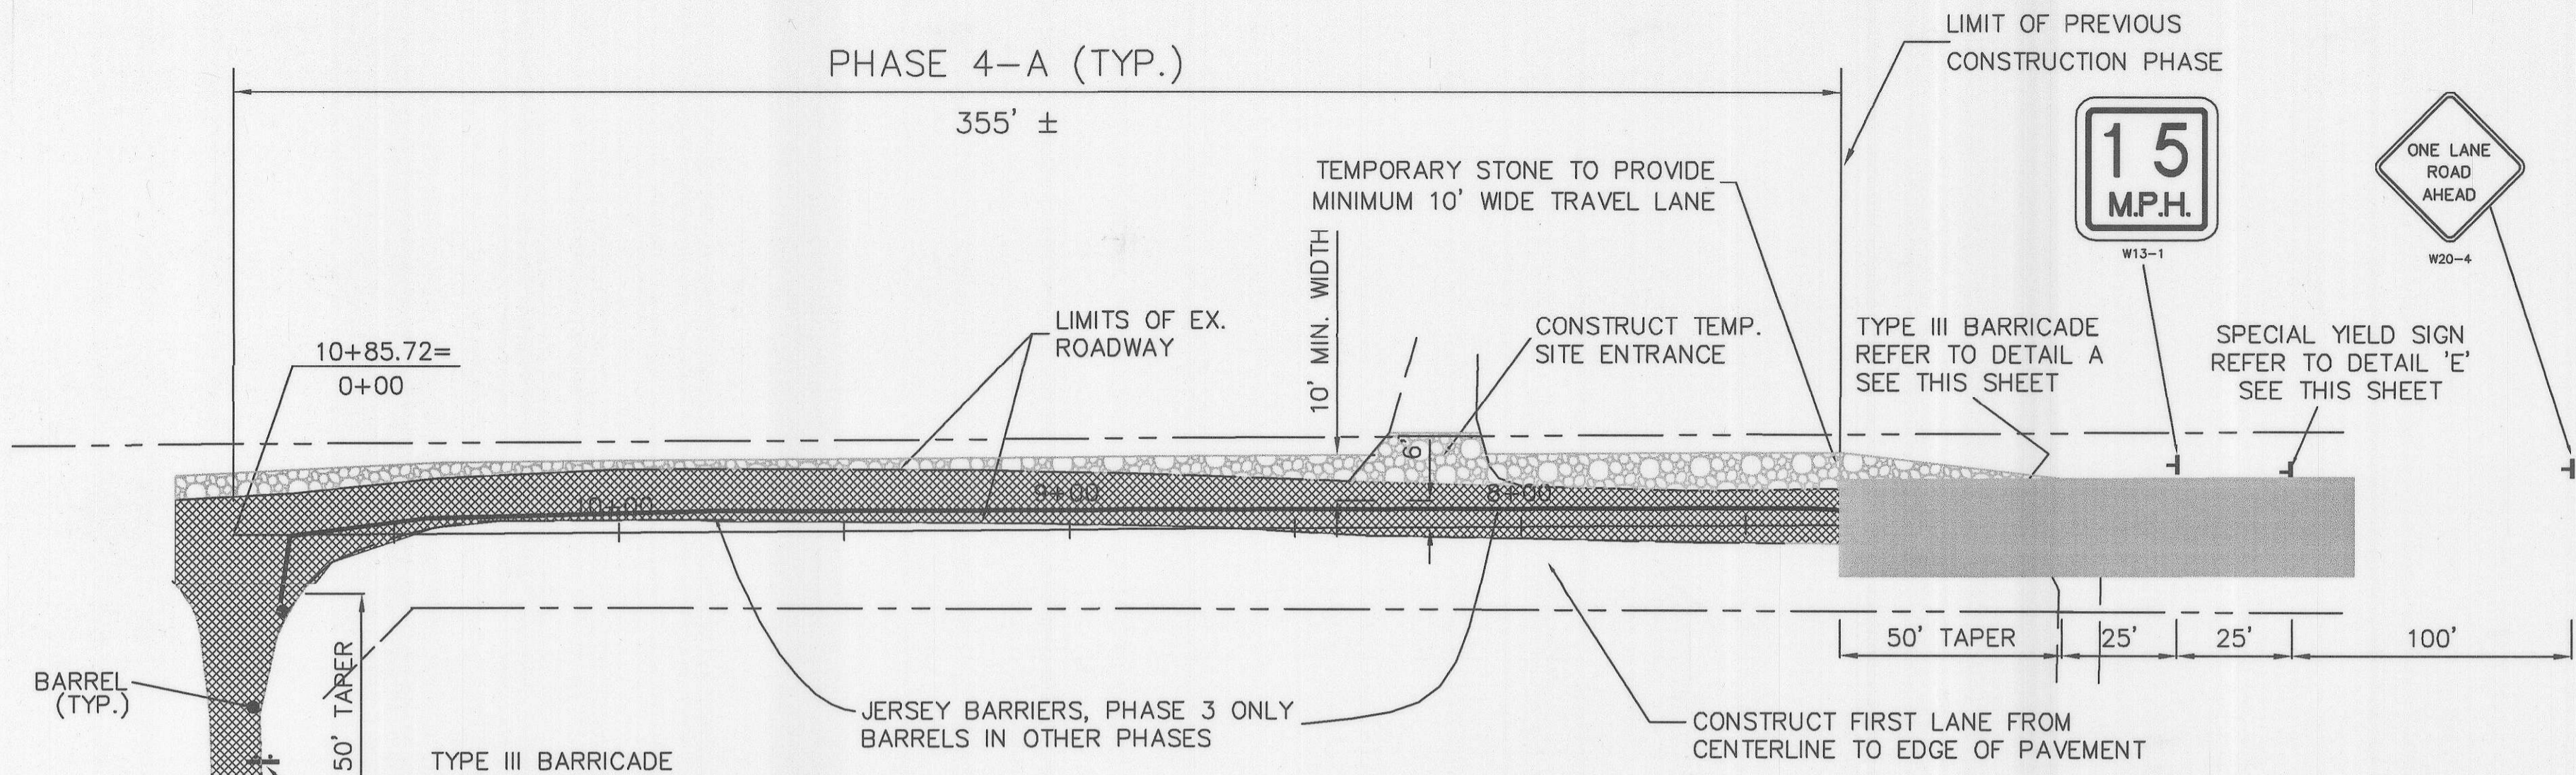 LIMIT OF PREVIOUS
CONSTRUCTION PHASE
PHASE 4-A (TYP.)
355' ±
15
M.P.H.
W13-1
ONE LANE
ROAD
AHEAD
W20-4
TEMPORARY STONE TO PROVIDE
MINIMUM 10' WIDE TRAVEL LANE
10' MIN. WIDTH
LIMITS OF EX.
ROADWAY
CONSTRUCT TEMP.
SITE ENTRANCE
TYPE III BARRICADE
REFER TO DETAIL A
SEE THIS SHEET
SPECIAL YIELD SIGN
REFER TO DETAIL 'E'
SEE THIS SHEET
10+85.72=
0+00
6'
10+00
9+00
8+00
50' TAPER
25'
25'
100'
BARREL
(TYP.)
50' TAPER
JERSEY BARRIERS, PHASE 3 ONLY
BARRELS IN OTHER PHASES
CONSTRUCT FIRST LANE FROM
CENTERLINE TO EDGE OF PAVEMENT
TYPE III BARRICADE